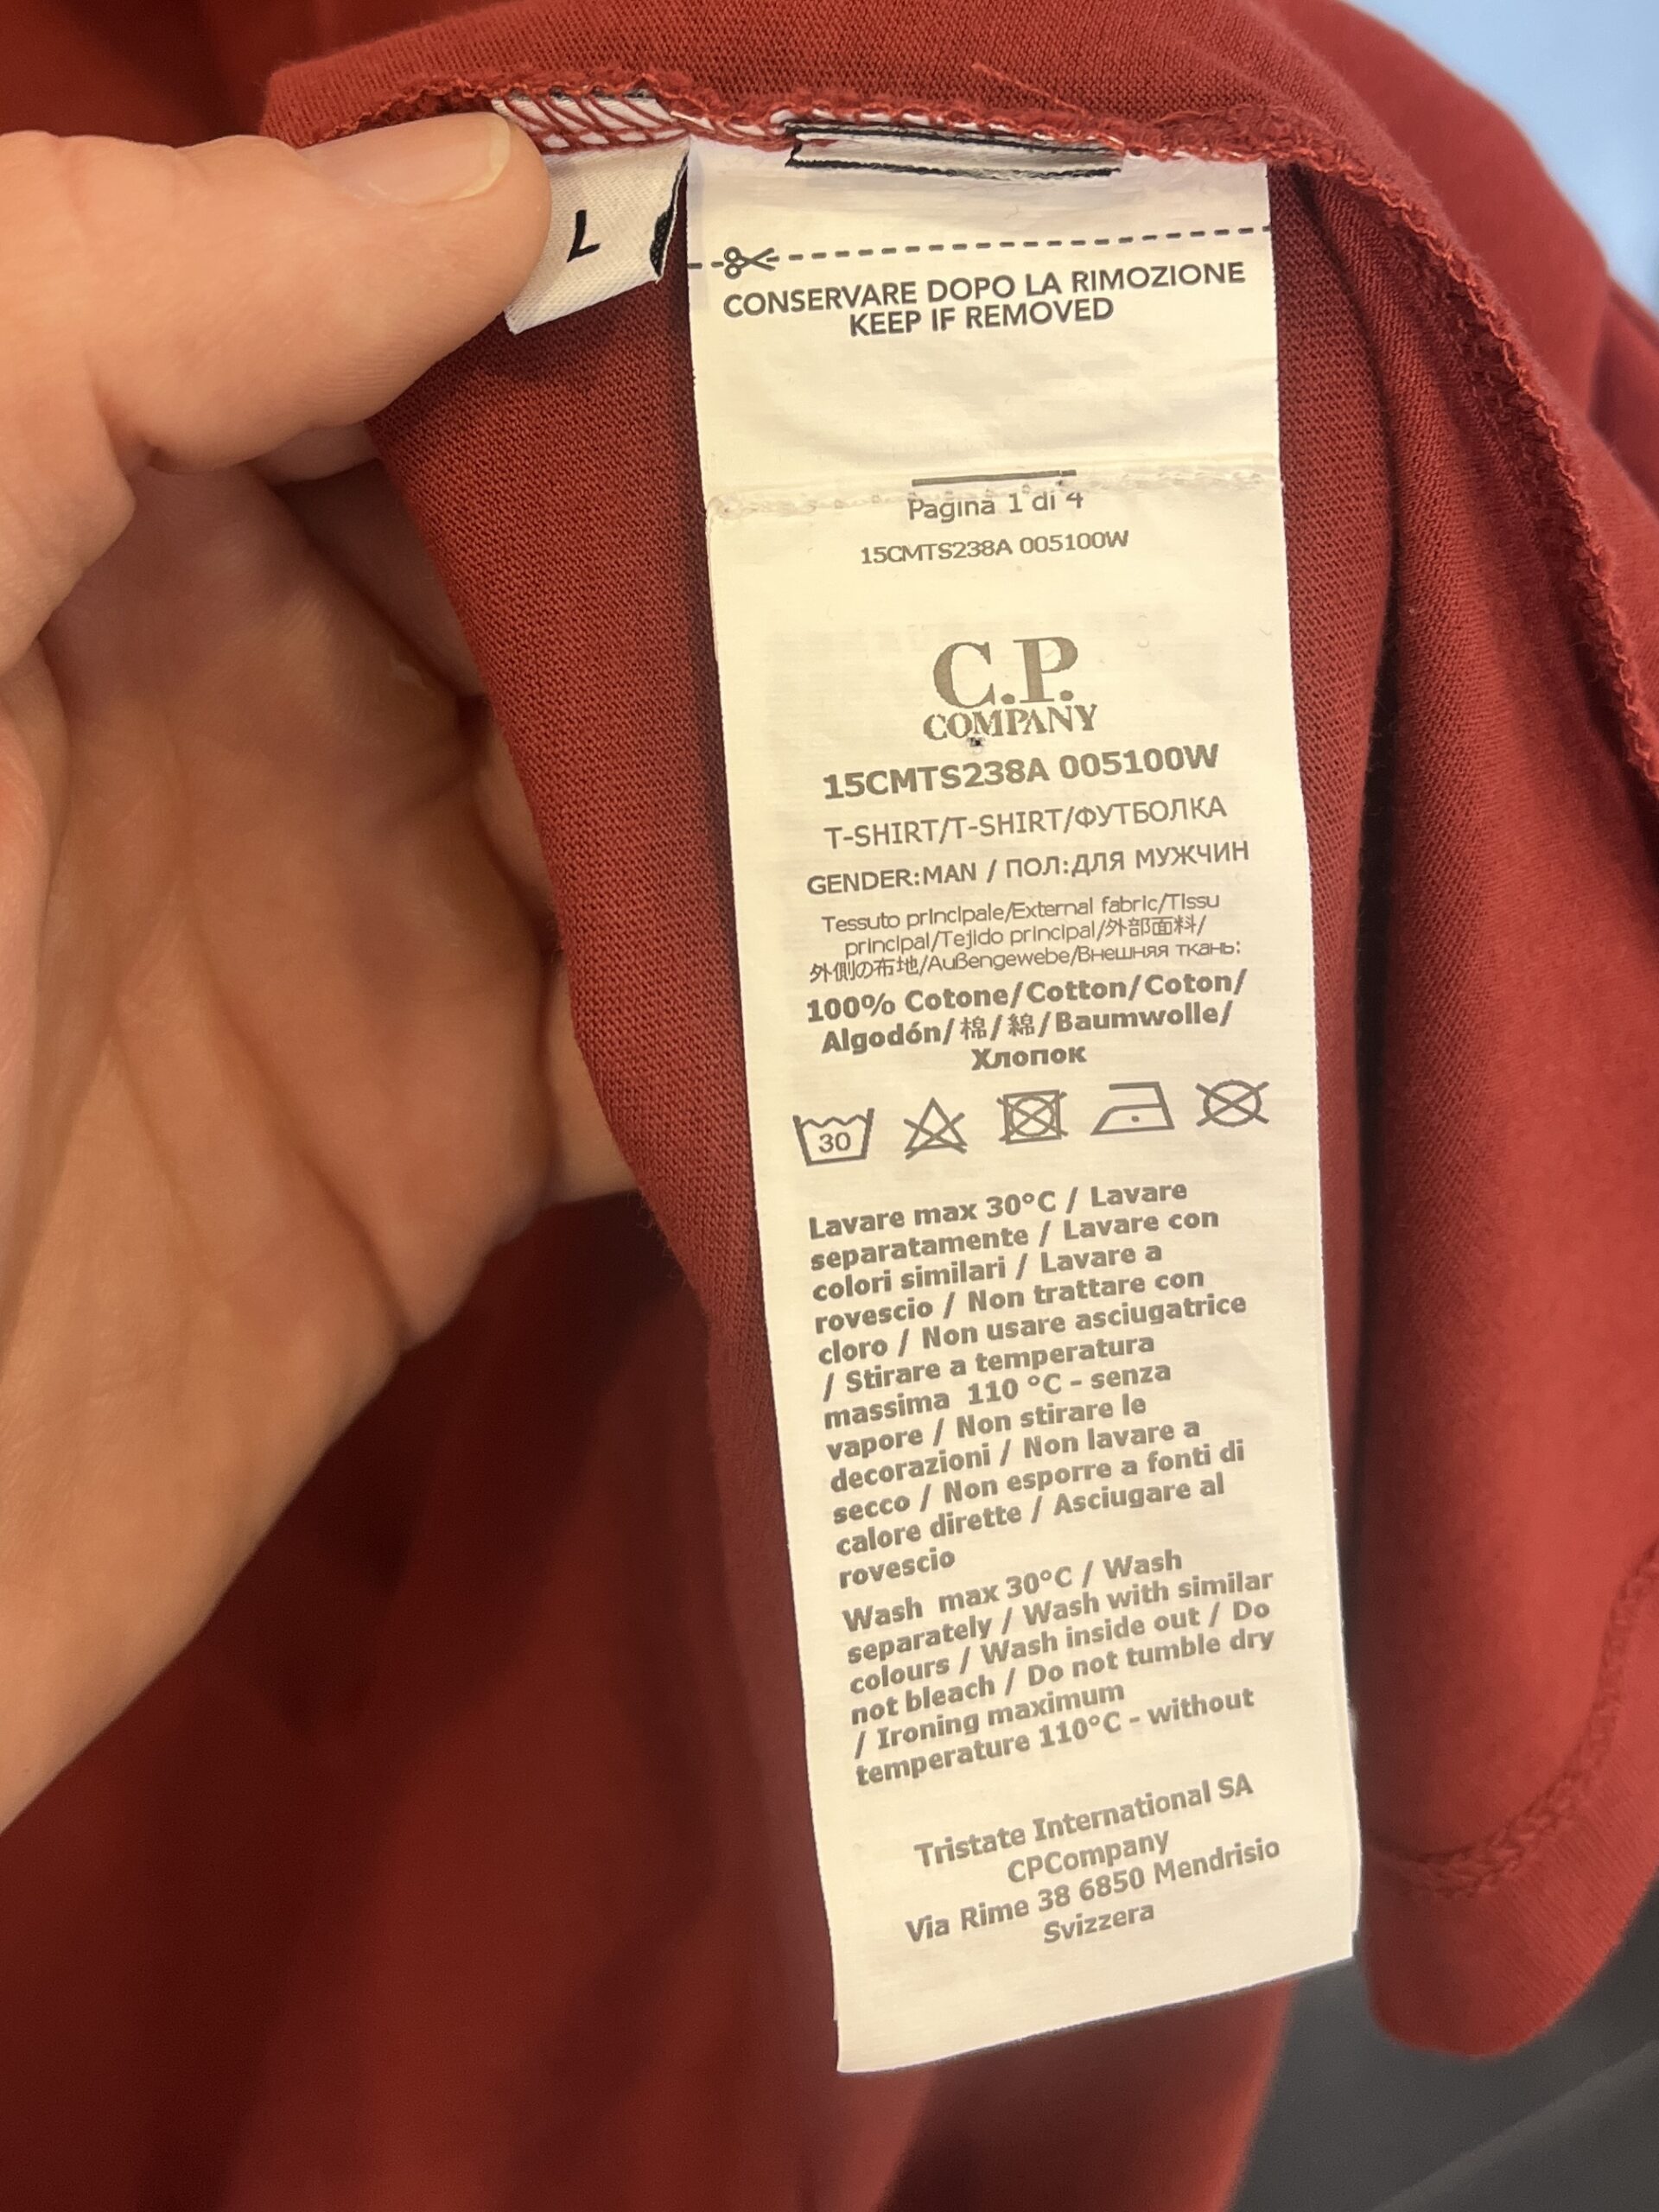 L
CONSERVARE DOPO LA RIMOZIONE
KEEP IF REMOVED
Pagina 1 di 4
15CMTS238A 005100W
C.P.
COMPANY
15CMTS238A 005100W
T-SHIRT/T-SHIRT/ФУТБОЛКА
GENDER:MAN / ПОЛ:ДЛЯ МУЖЧИН
Tessuto principale/External fabric/Tissu
principal/Tejido principal/外部面料/
外側の布地/Außengewebe/Внешняя ткань:
100% Cotone/Cotton/Coton/
Algodón/棉/綿/Baumwolle/
Хлопок
30
Lavare max 30°C / Lavare
separatamente / Lavare con
colori similari / Lavare a
rovescio / Non trattare con
cloro / Non usare asciugatrice
/ Stirare a temperatura
massima 110 °C - senza
vapore / Non stirare le
decorazioni / Non lavare a
secco / Non esporre a fonti di
calore dirette / Asciugare al
rovescio
Wash max 30°C / Wash
separately / Wash with similar
colours / Wash inside out / Do
not bleach / Do not tumble dry
/ Ironing maximum
temperature 110°C - without
Tristate International SA
CPCompany
Via Rime 38 6850 Mendrisio
Svizzera